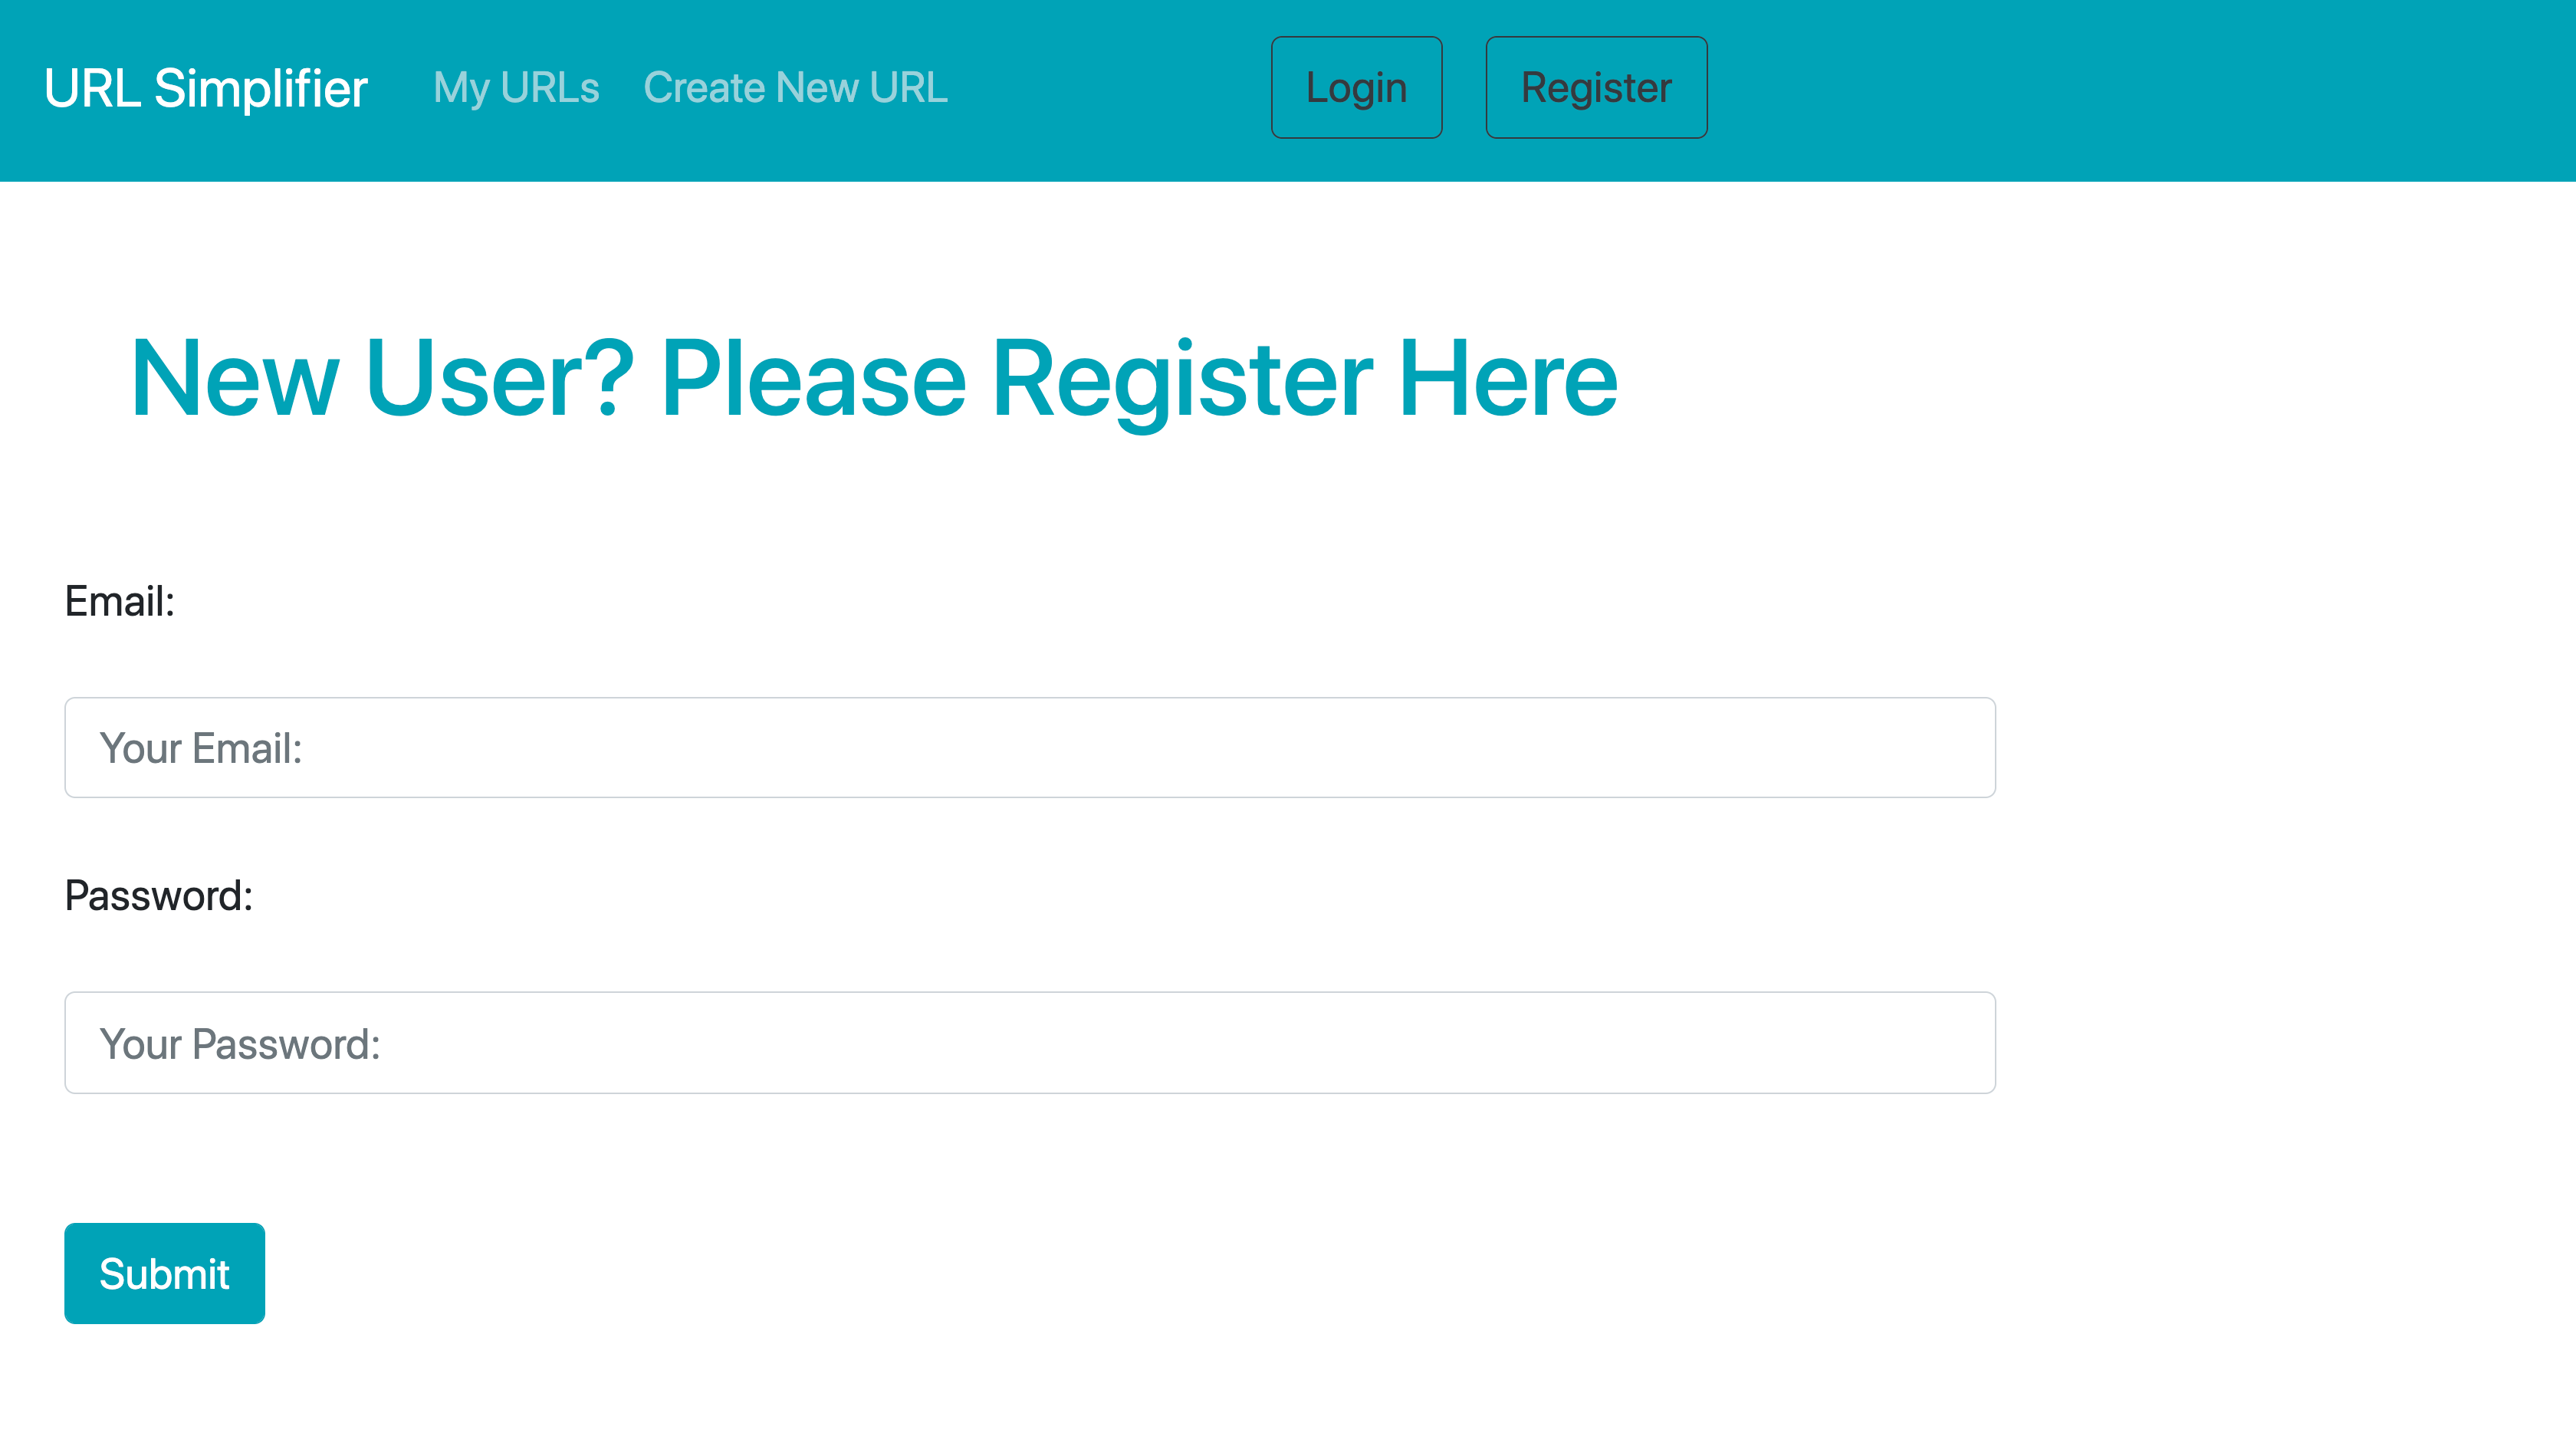 URL Simplifier My URLs Create New URL Login Register
New User? Please Register Here
Email:
Your Email:
Password:
Your Password:
Submit